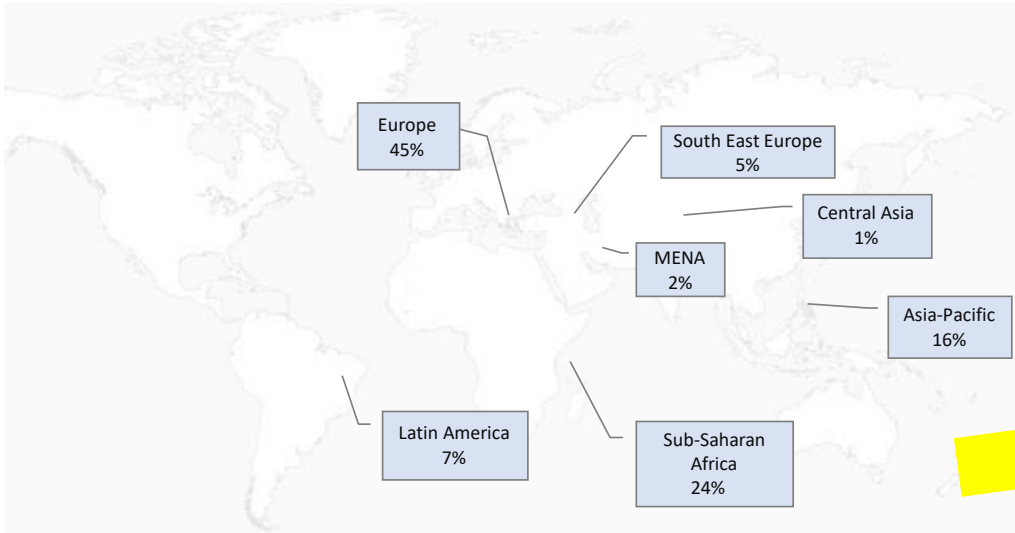 Europe
45%
South East Europe
5%
Central Asia
1%
MENA
2%
Asia-Pacific
16%
Latin America
7%
Sub-Saharan
Africa
24%